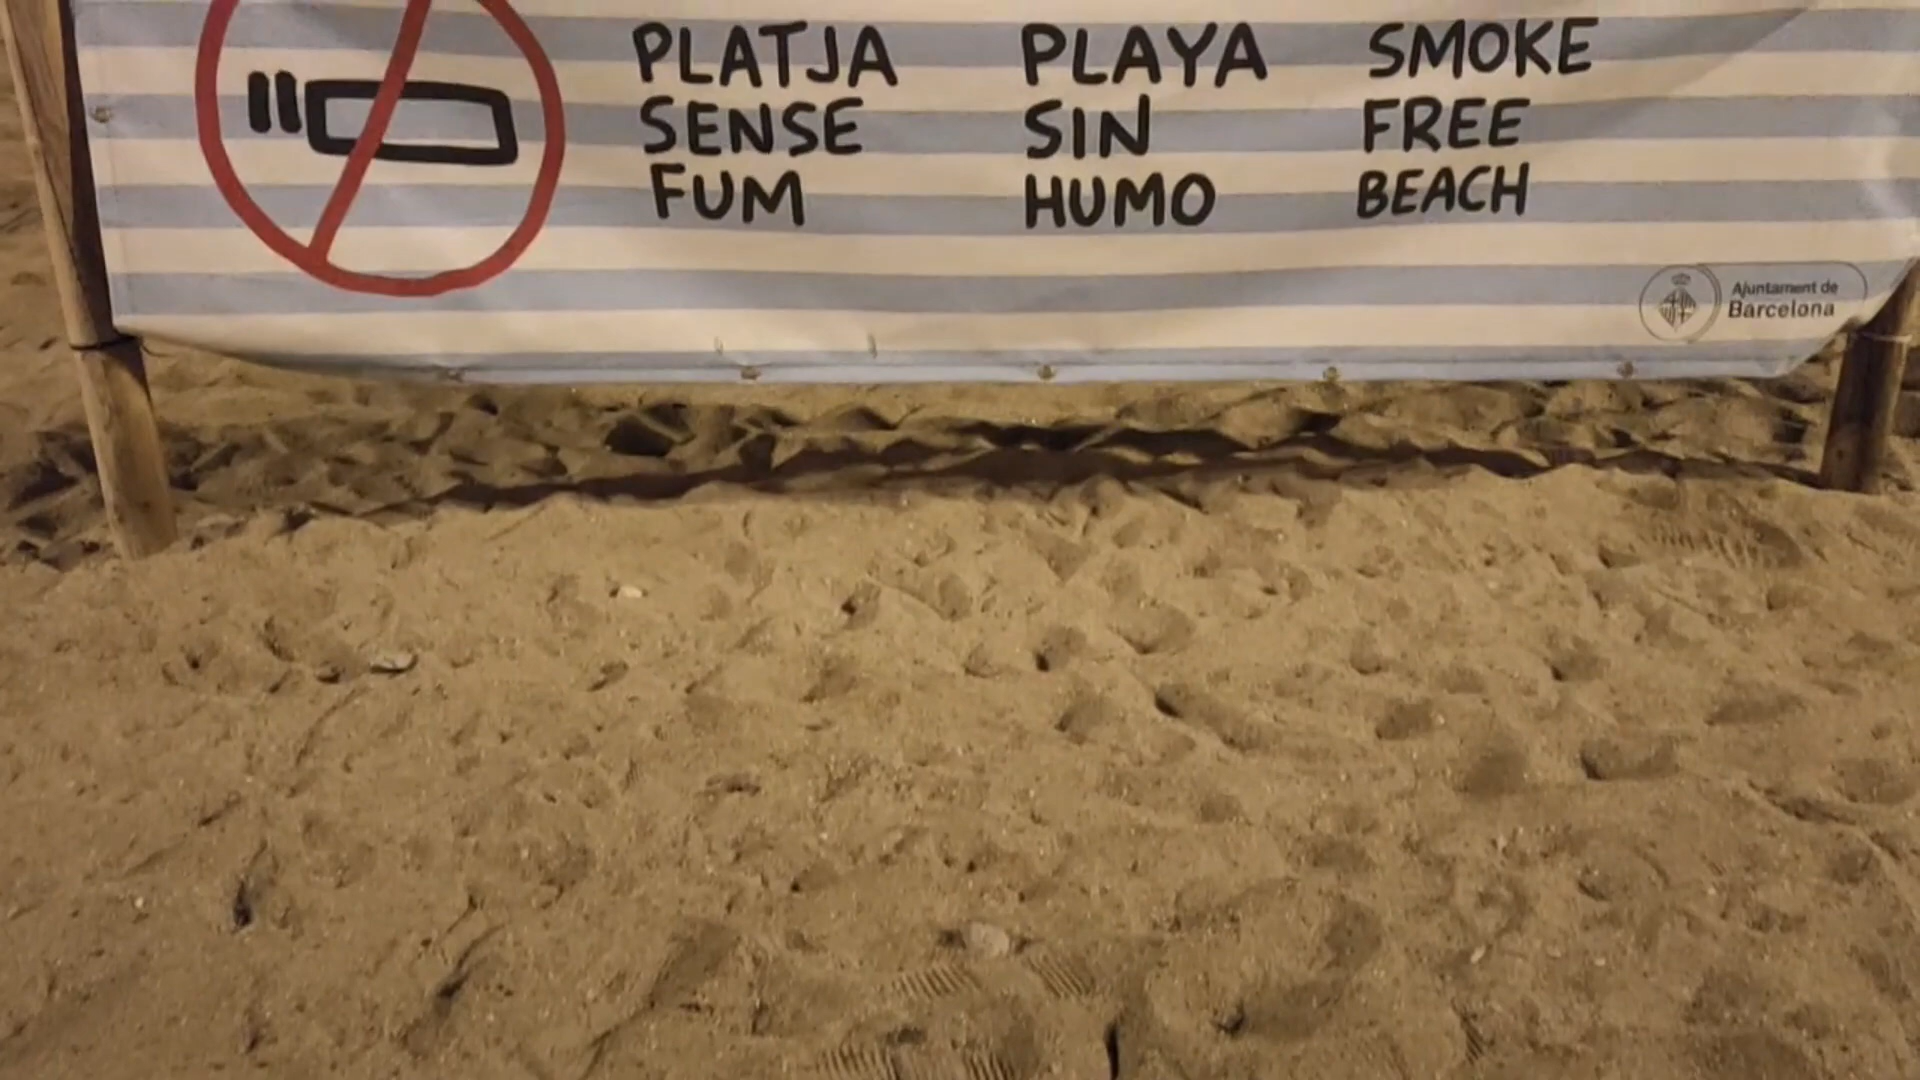 PLATJA
SENSE
FUM
PLAYA
SIN
HUMO
SMOKE
FREE
BEACH
Ajuntament de
Barcelona